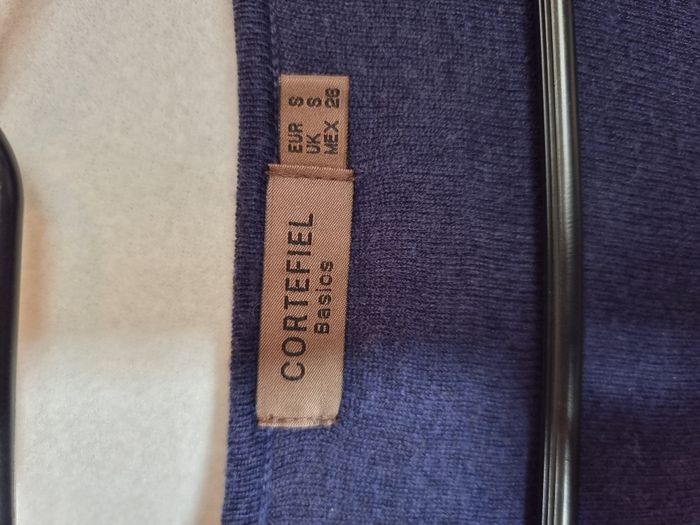 CORTEFIEL
Basics
EUR S
UK S
MEX 26